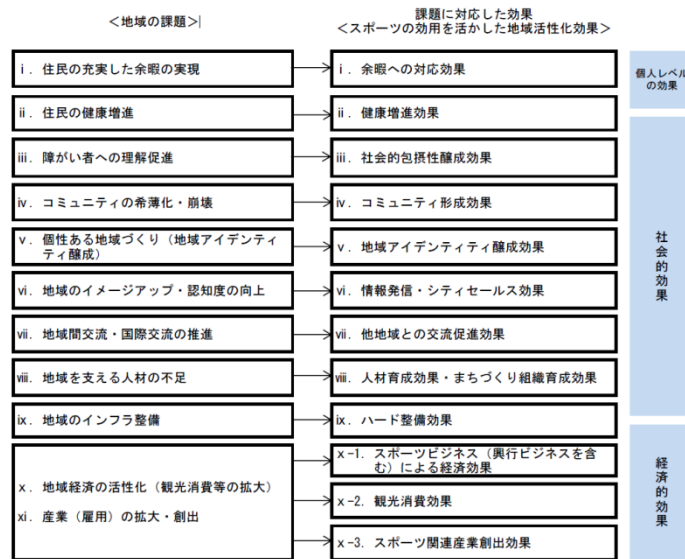 ＜地域の課題＞
課題に対応した効果
＜スポーツの効用を活かした地域活性化効果＞
ⅰ．住民の充実した余暇の実現
ⅰ．余暇への対応効果
個人レベル
の効果
ⅱ．住民の健康増進
ⅱ．健康増進効果
ⅲ．障がい者への理解促進
ⅲ．社会的包摂性醸成効果
ⅳ．コミュニティの希薄化・崩壊
ⅳ．コミュニティ形成効果
ⅴ．個性ある地域づくり（地域アイデンティ
ティ醸成）
ⅴ．地域アイデンティティ醸成効果
社会的効果
ⅵ．地域のイメージアップ・認知度の向上
ⅵ．情報発信・シティセールス効果
ⅶ．地域間交流・国際交流の推進
ⅶ．他地域との交流促進効果
ⅷ．地域を支える人材の不足
ⅷ．人材育成効果・まちづくり組織育成効果
ⅸ．地域のインフラ整備
ⅸ．ハード整備効果
ⅹ．地域経済の活性化（観光消費等の拡大）
ⅺ．産業（雇用）の拡大・創出
ⅹ-1．スポーツビジネス（興行ビジネスを含
む）による経済効果
ⅹ-2．観光消費効果
ⅹ-3．スポーツ関連産業創出効果
経済的効果